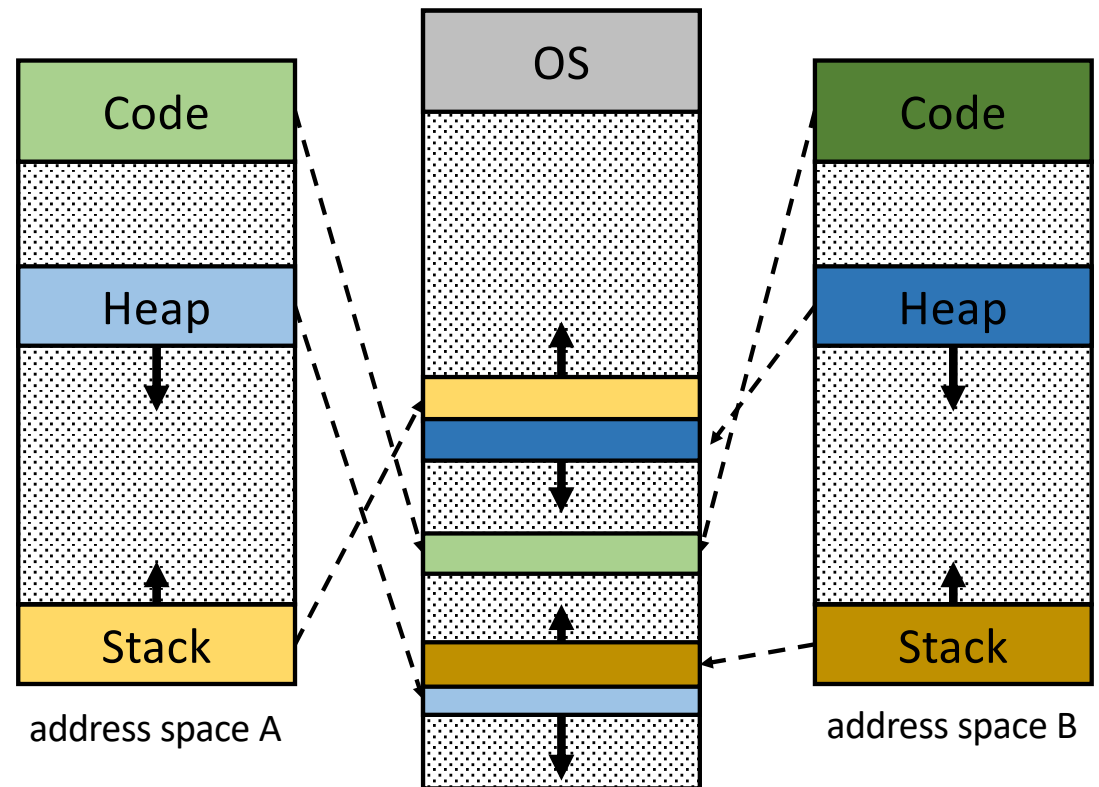 Code
Heap
Stack
address space A
OS
Code
Heap
Stack
address space B